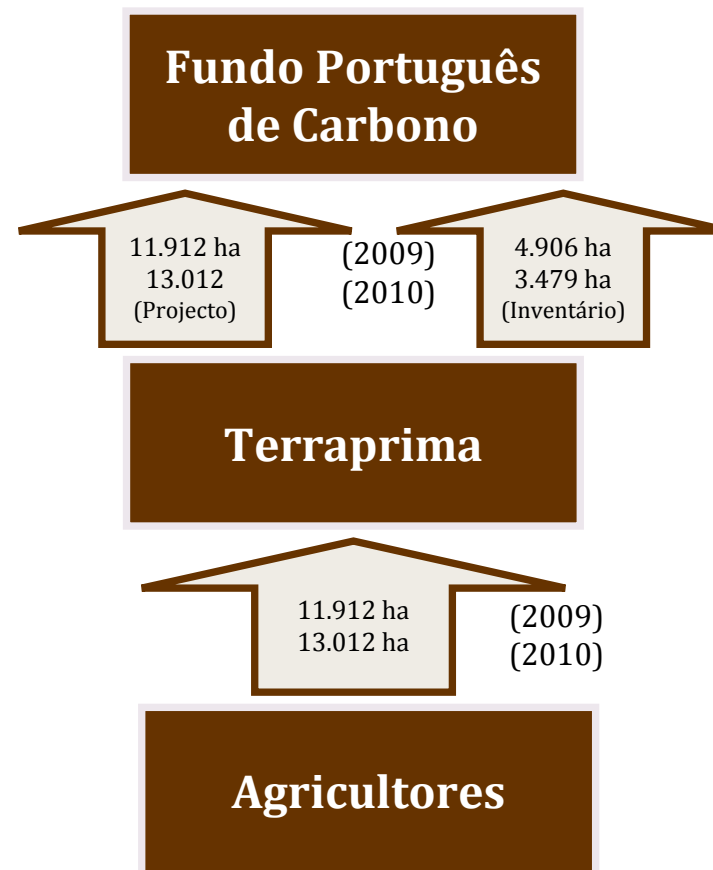 Fundo Português
de Carbono
11.912 ha
13.012
(Projecto)
(2009)
(2010)
4.906 ha
3.479 ha
(Inventário)
Terraprima
11.912 ha
13.012 ha
(2009)
(2010)
Agricultores